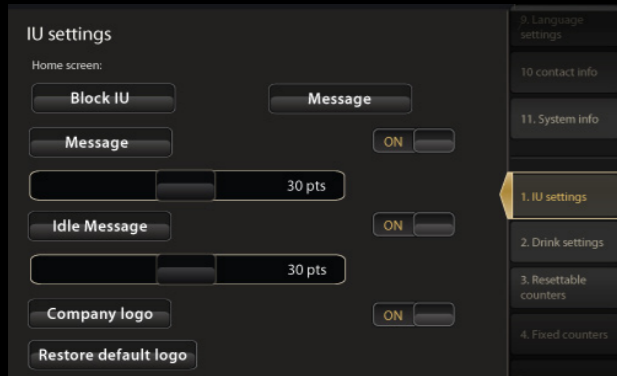 IU settings
Home screen:
Block IU
Message
Message
ON
30 pts
Idle Message
ON
30 pts
Company logo
ON
Restore default logo
9. Language
settings
10 contact info
11. System info
1. IU settings
2. Drink settings
3. Resettable
counters
4. Fixed counters